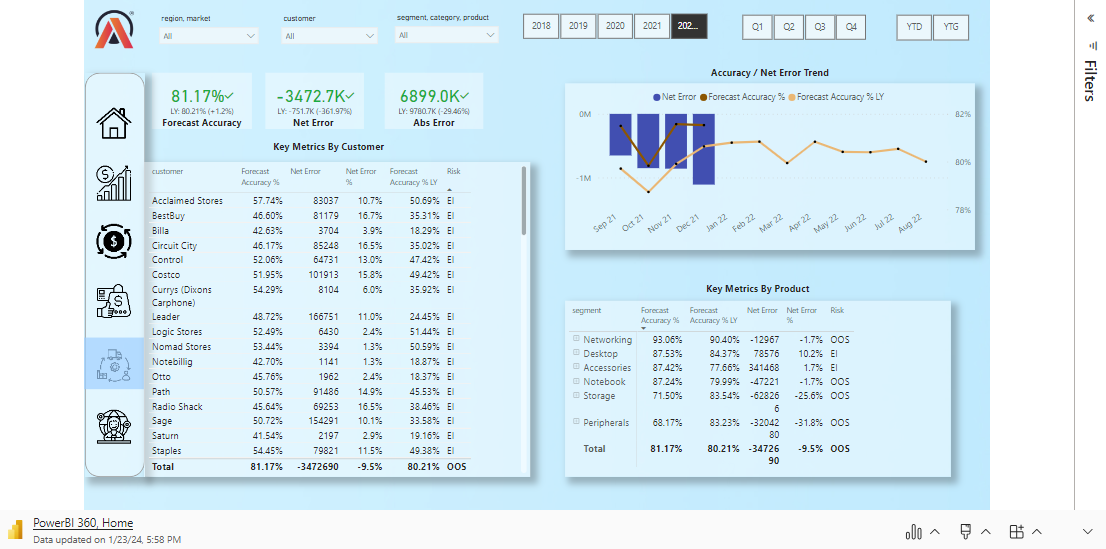 region, market
customer
segment, category, product
All
All
All
2018 2019 2020 2021 202...
Q1 Q2 Q3 Q4
YTD YTG
Filters
81.17%
LY: 80.21% (+1.2%)
Forecast Accuracy
-3472.7K
LY: -751.7K (-361.97%)
Net Error
6899.0K
LY: 9780.7K (-29.46%)
Abs Error
Accuracy / Net Error Trend
Net Error Forecast Accuracy % Forecast Accuracy % LY
0M
-1M
82%
80%
78%
Sep 21 Oct 21 Nov 21 Dec 21 Jan 22 Feb 22 Mar 22 Apr 22 May 22 Jun 22 Jul 22 Aug 22
Key Metrics By Customer
customer Forecast Accuracy % Net Error Net Error % Forecast Accuracy % LY Risk
Acclaimed Stores 57.74% 83037 10.7% 50.69% EI
BestBuy 46.60% 81179 16.7% 35.31% EI
Billa 42.63% 3704 3.9% 18.29% EI
Circuit City 46.17% 85248 16.5% 35.02% EI
Control 52.06% 64731 13.0% 47.42% EI
Costco 51.95% 101913 15.8% 49.42% EI
Currys (Dixons Carphone) 54.29% 8104 6.0% 35.92% EI
Leader 48.72% 166751 11.0% 24.45% EI
Logic Stores 52.49% 6430 2.4% 51.44% EI
Nomad Stores 53.44% 3394 1.3% 50.59% EI
Notebillig 42.70% 1141 1.3% 18.87% EI
Otto 45.76% 1962 2.4% 18.37% EI
Path 50.57% 91486 14.9% 45.53% EI
Radio Shack 45.64% 69253 16.5% 38.46% EI
Sage 50.72% 154291 10.1% 33.58% EI
Saturn 41.54% 2197 2.9% 19.16% EI
Staples 54.45% 79821 11.5% 49.38% EI
Total 81.17% -3472690 -9.5% 80.21% OOS
Key Metrics By Product
segment Forecast Accuracy % Forecast Accuracy % LY Net Error Net Error % Risk
Networking 93.06% 90.40% -12967 -1.7% OOS
Desktop 87.53% 84.37% 78576 10.2% EI
Accessories 87.42% 77.66% 341468 1.7% EI
Notebook 87.24% 79.99% -47221 -1.7% OOS
Storage 71.50% 83.54% -62826
6 -25.6% OOS
Peripherals 68.17% 83.23% -32042
80 -31.8% OOS
Total 81.17% 80.21% -34726
90 -9.5% OOS
PowerBI 360, Home
Data updated on 1/23/24, 5:58 PM